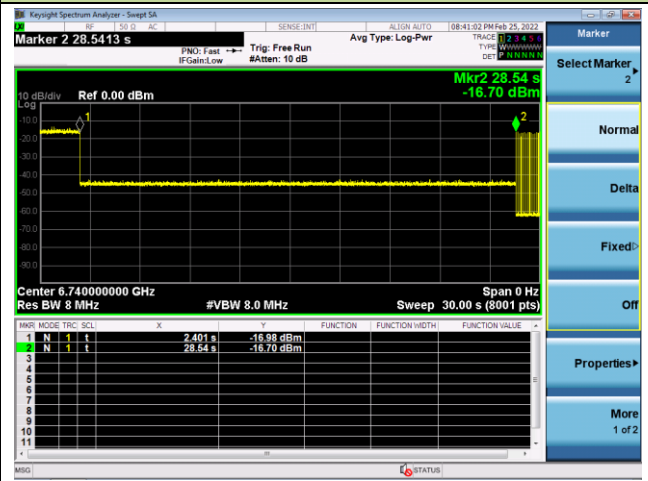 Keysight Spectrum Analyzer - Swept SA
RF 50 Ω AC SENSE:INT ALIGN AUTO 08:41:02 PM Feb 25, 2022
Marker 2 28.5413 s
PNO: Fast
IFGain:Low
Trig: Free Run
#Atten: 10 dB
Avg Type: Log-Pwr
TRACE 1 2 3 4 5 6
TYPE WWWWWW
DET P N N N N N
Marker
Select Marker
2
Normal
Delta
Fixed
Off
Properties
More
1 of 2
Mkr2 28.54 s
-16.70 dBm
10 dB/div Ref 0.00 dBm
Log
-10.0
-20.0
-30.0
-40.0
-50.0
-60.0
-70.0
-80.0
-90.0
1
2
Center 6.740000000 GHz Span 0 Hz
Res BW 8 MHz #VBW 8.0 MHz Sweep 30.00 s (8001 pts)
MKR MODE TRC SCL X Y FUNCTION FUNCTION WIDTH FUNCTION VALUE
1 N 1 t 2.401 s -16.98 dBm
2 N 1 t 28.54 s -16.70 dBm
3
4
5
6
7
8
9
10
11
MSG STATUS